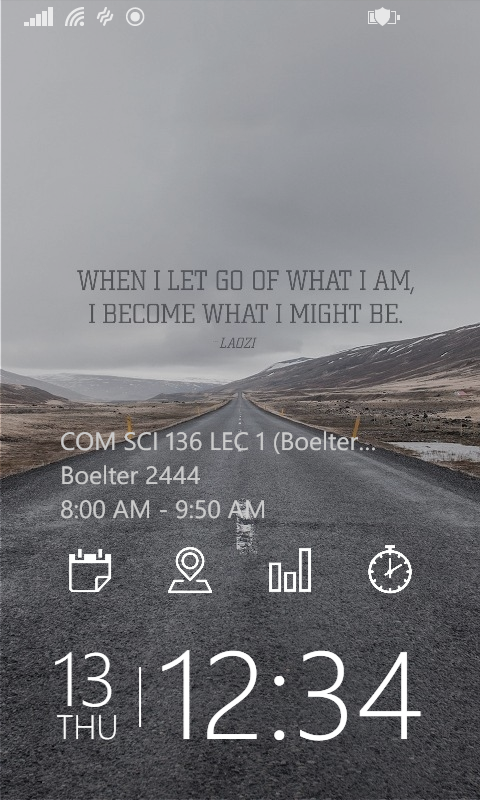 WHEN I LET GO OF WHAT I AM,
I BECOME WHAT I MIGHT BE.
- LAOZI
COM SCI 136 LEC 1 (Boelter...
Boelter 2444
8:00 AM - 9:50 AM
13
THU
12:34